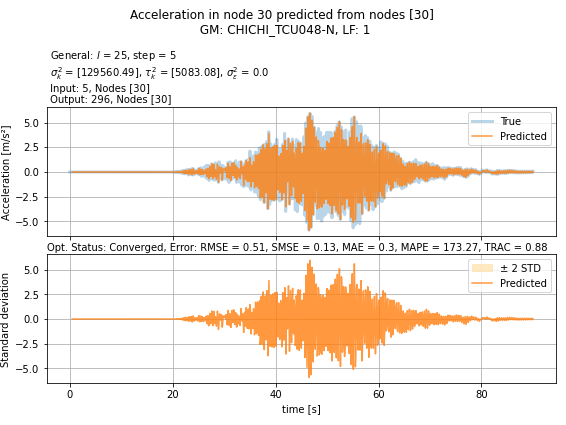 Acceleration in node 30 predicted from nodes [30]
GM: CHICHI_TCU048-N, LF: 1
General: l = 25, step = 5
σ²ₖ = [129560.49], τ²ₖ = [5083.08], σ²ε = 0.0
Input: 5, Nodes [30]
Output: 296, Nodes [30]
Acceleration [m/s²]
5.0
2.5
0.0
−2.5
−5.0
True
Predicted
Opt. Status: Converged, Error: RMSE = 0.51, SMSE = 0.13, MAE = 0.3, MAPE = 173.27, TRAC = 0.88
Standard deviation
5.0
2.5
0.0
−2.5
−5.0
± 2 STD
Predicted
0 20 40 60 80
time [s]